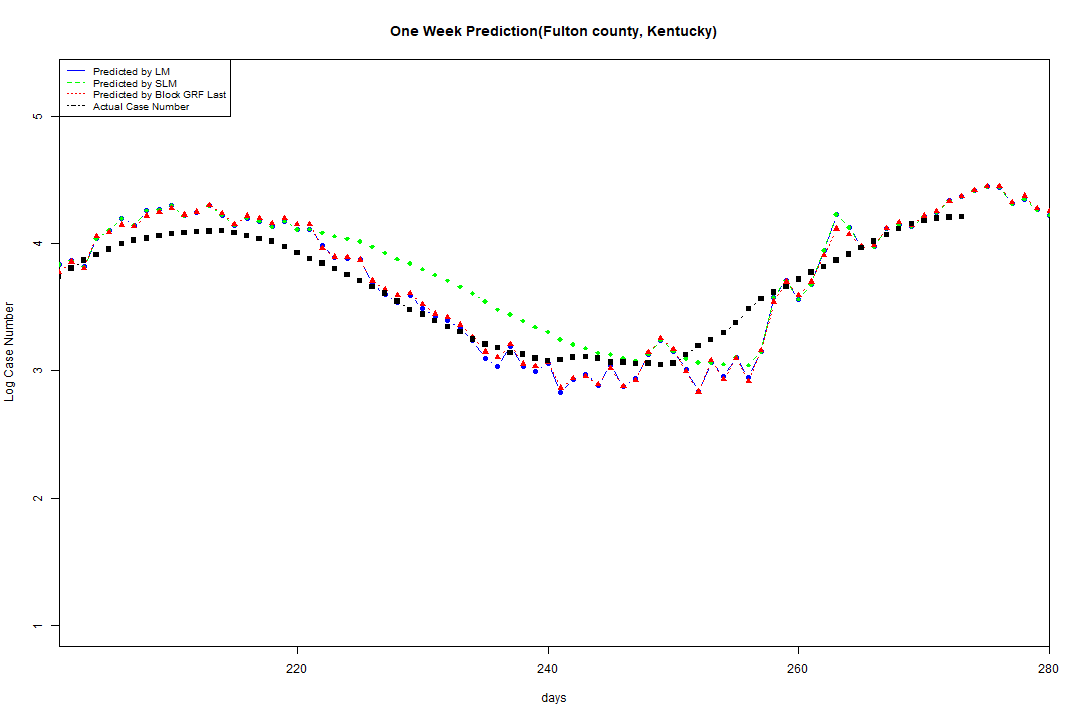 One Week Prediction(Fulton county, Kentucky)
Predicted by LM
Predicted by SLM
Predicted by Block GRF Last
Actual Case Number
5
4
3
2
1
Log Case Number
220 240 260 280
days